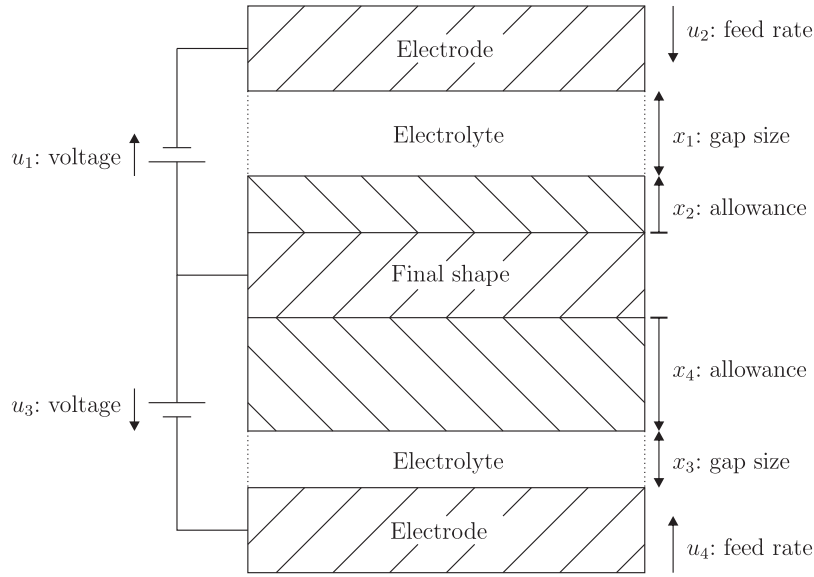 Electrode
u₂: feed rate
Electrolyte
x₁: gap size
u₁: voltage
x₂: allowance
Final shape
x₄: allowance
u₃: voltage
Electrolyte
x₃: gap size
Electrode
u₄: feed rate